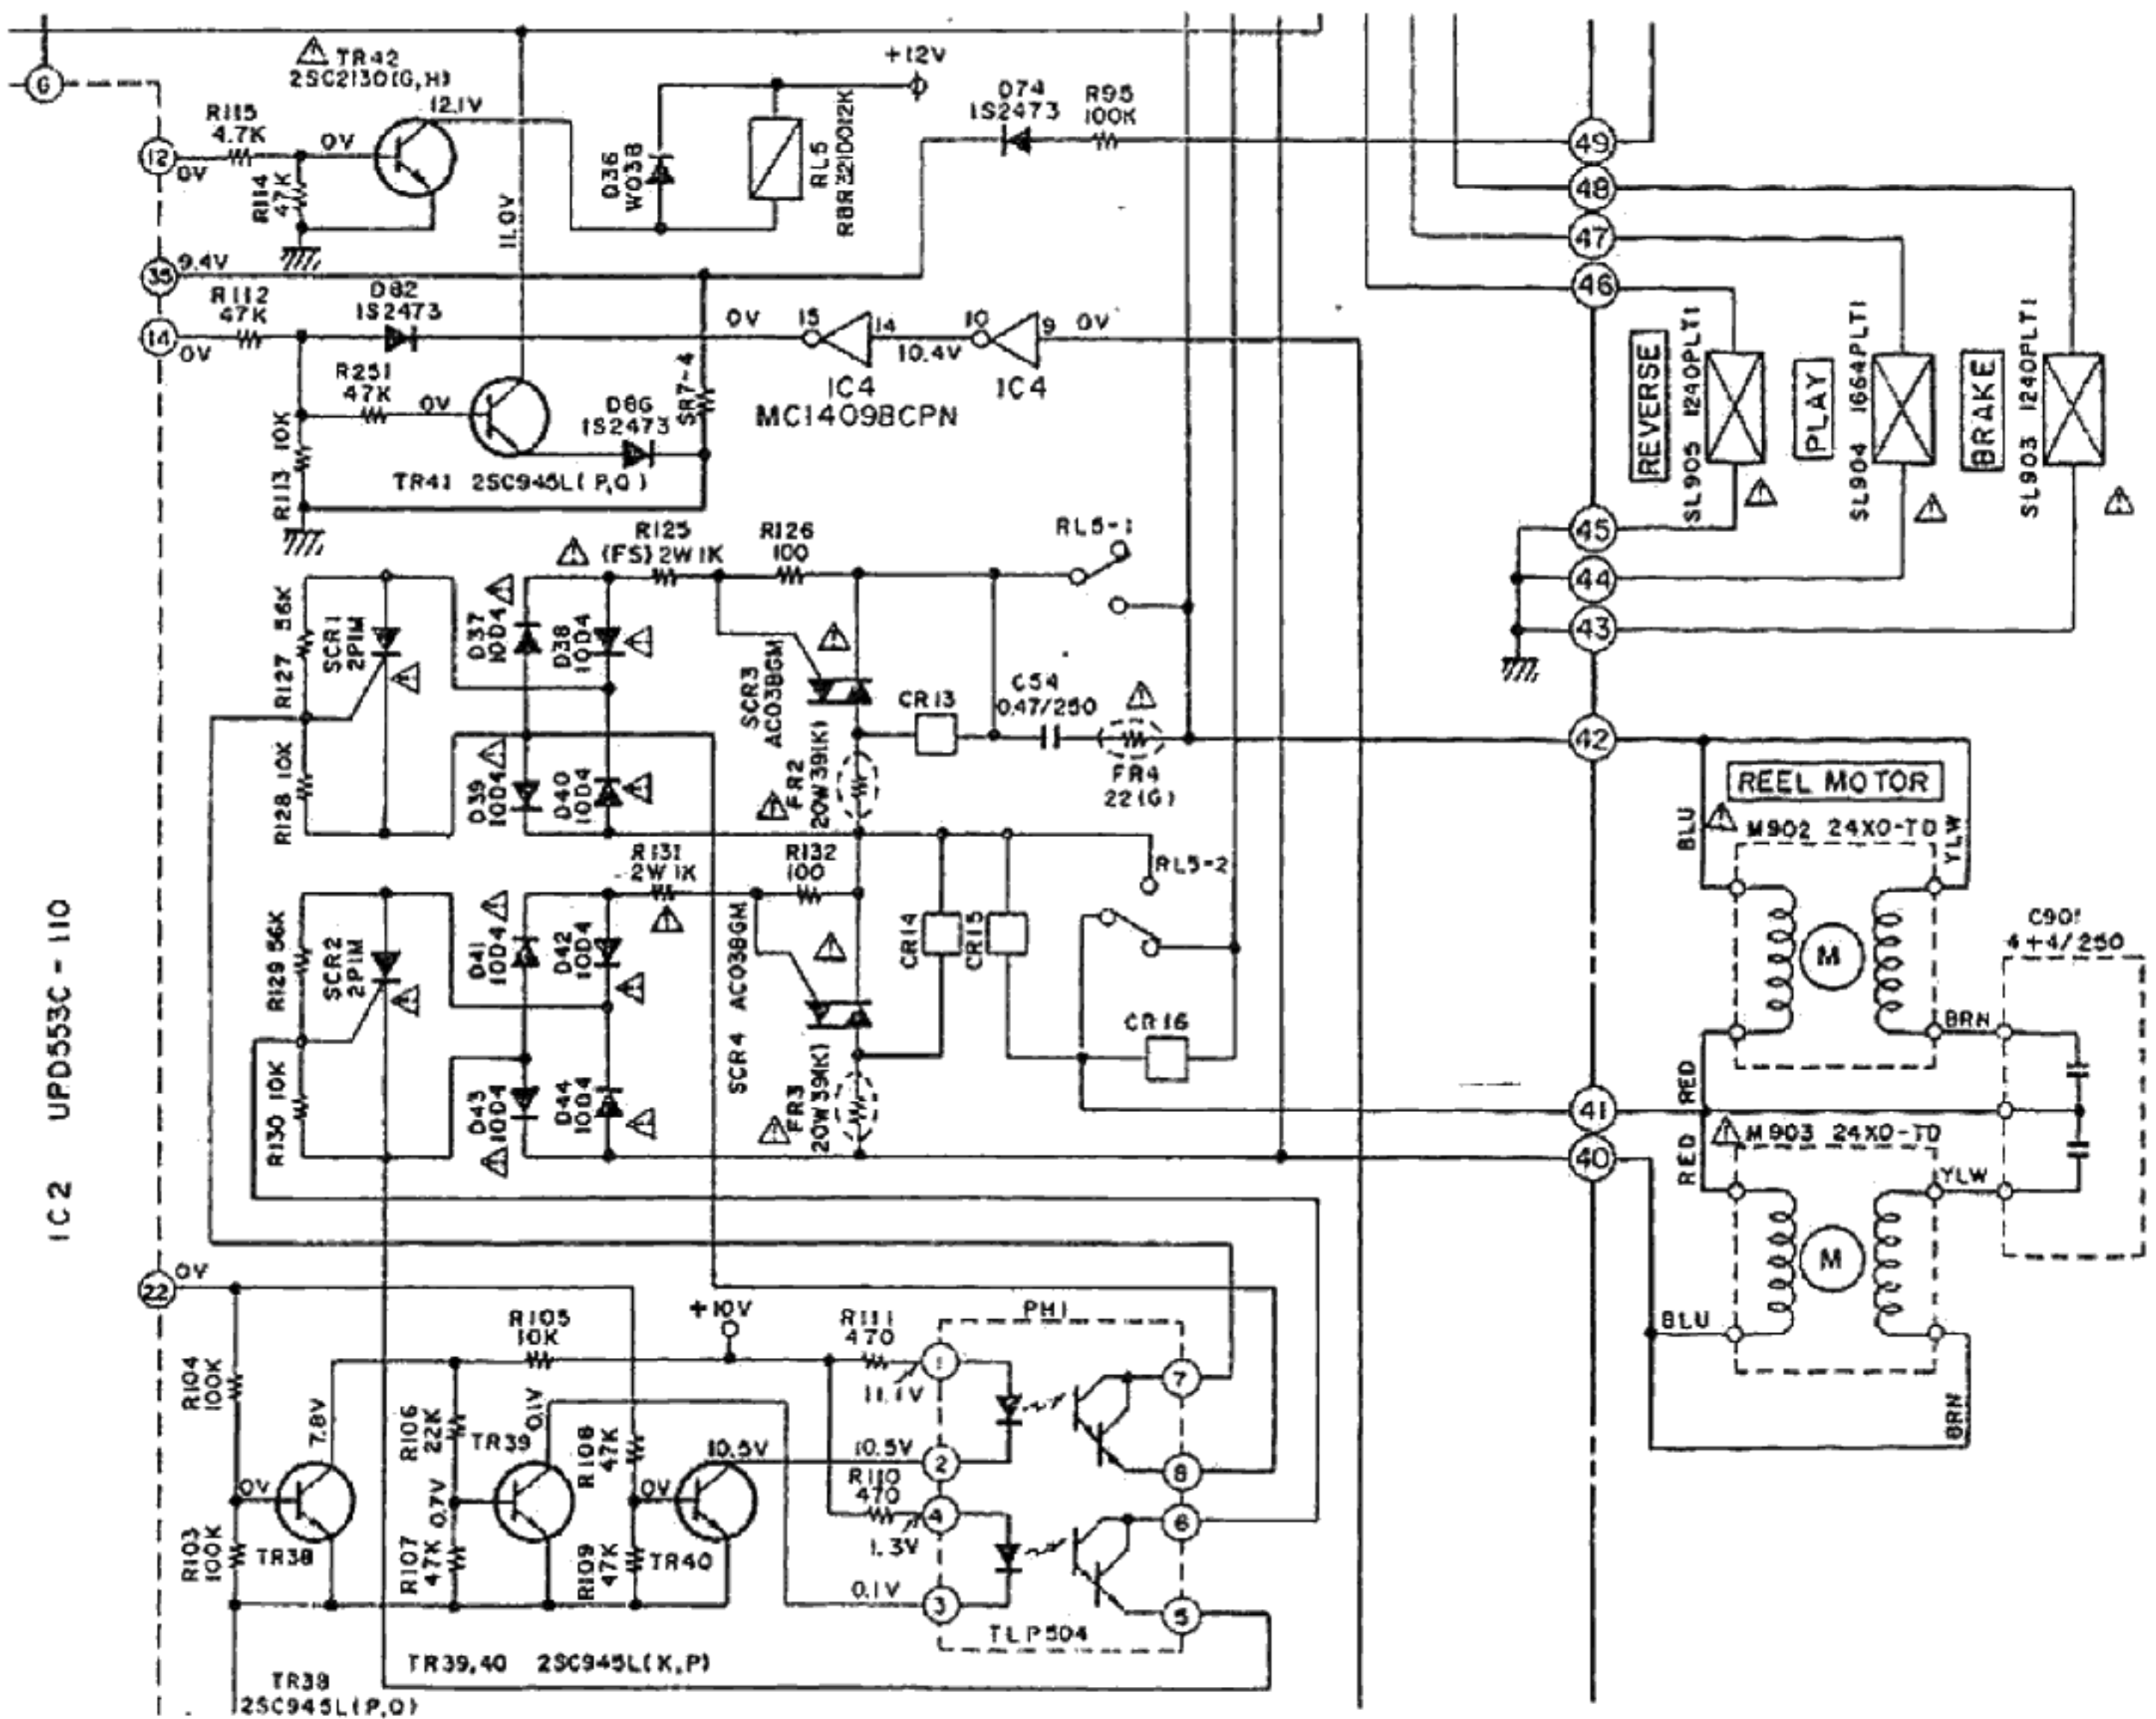 TR42
2SC2130(G,H)
+12V
G
12.1V
R115
4.7K
0V
12
0V
R114
47K
D36
W03B
RL5
RBR321D012K
D74
1S2473
R95
100K
49
48
47
46
11.0V
35
9.4V
R112
47K
D82
1S2473
14
0V
0V
15
14
10.4V
10
9
0V
IC4
IC4
MC14098CPN
R251
47K
0V
D86
1S2473
SR7-4
R113 10K
TR41 2SC945L(P,Q)
REVERSE
SL905 1240PLT1
PLAY
SL904 1664PLT1
BRAKE
SL903 1240PLT1
45
44
43
R125
(FS)2W1K
R126
100
RL5-1
R127 56K
SCR1
2P1M
D37
10D4
D38
10D4
SCR3
AC03BGM
CR13
C54
0.47/250
FR4
22(G)
42
R128 10K
D39
10D4
D40
10D4
FR2
20W39(K)
REEL MOTOR
BLU
M902 24X0-TD
YLW
R131
2W1K
R132
100
RL5-2
R129 56K
SCR2
2P1M
D41
10D4
D42
10D4
SCR4 AC03BGM
CR14
CR15
CR16
M
C901
4+4/250
BRN
RED
R130 10K
D43
10D4
D44
10D4
FR3
20W39(K)
41
40
RED
M903 24X0-TD
YLW
M
BLU
BRN
IC2 UPD553C-110
22
0V
R105
10K
+10V
R111
470
PH1
R104
100K
7.8V
R106
22K
TR39
0.1V
R108
47K
1
11.1V
7
10.5V
10.5V
2
8
0V
0.7V
0V
R110
470
4
6
1.3V
R103
100K
TR38
R107
47K
R109
47K
TR40
0.1V
3
5
TLP504
TR39,40 2SC945L(K,P)
TR38
2SC945L(P,Q)